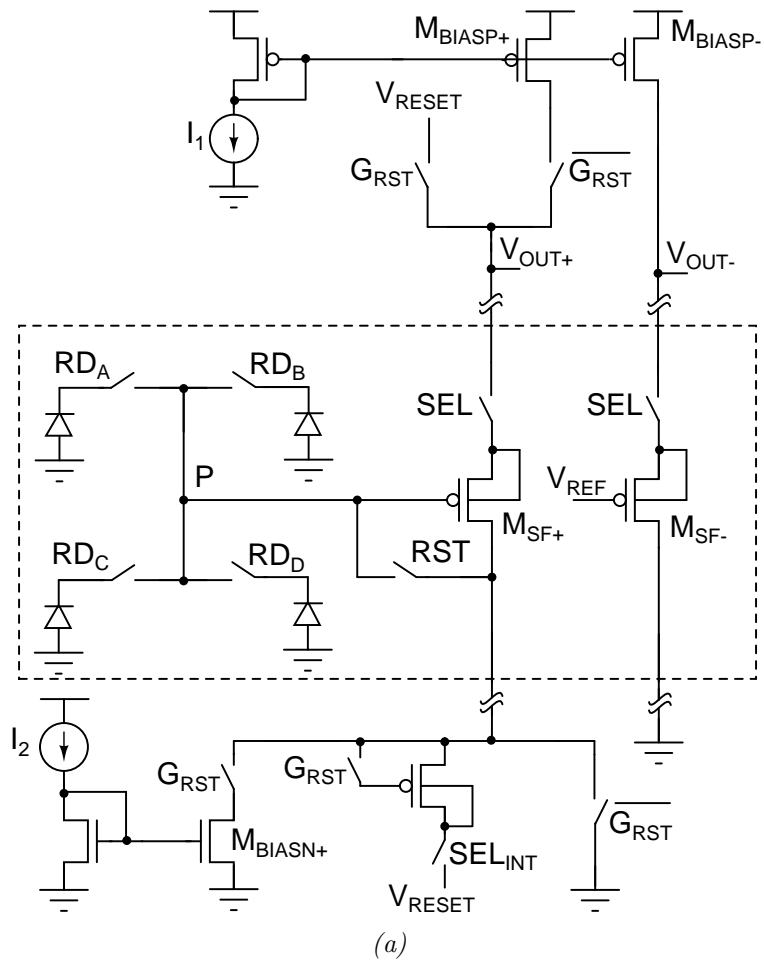 M_BIASP+
M_BIASP-
V_RESET
I_1
G_RST
G_RST
V_OUT+
V_OUT-
RD_A
RD_B
SEL
SEL
P
V_REF
M_SF+
M_SF-
RD_C
RD_D
RST
I_2
G_RST
G_RST
M_BIASN+
SEL_INT
G_RST
V_RESET
(a)